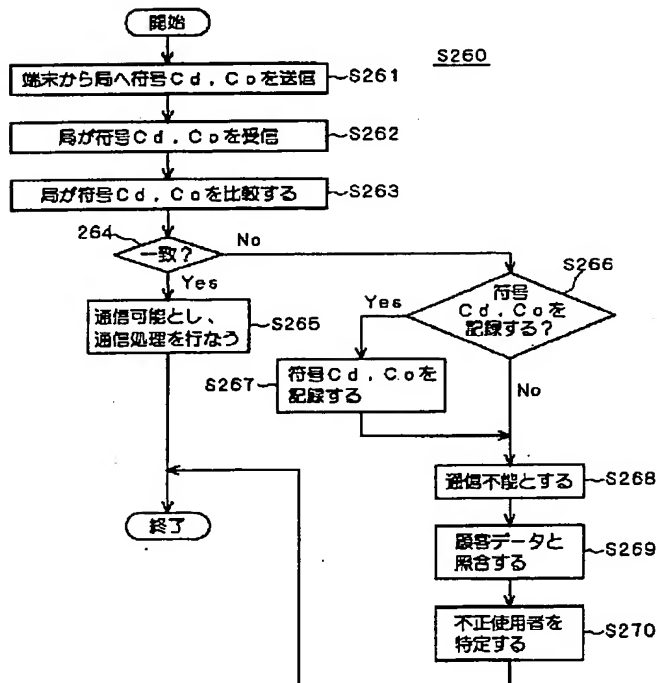 開始
S260
端末から局へ符号Cd，Coを送信
S261
局が符号Cd，Coを受信
S262
局が符号Cd，Coを比較する
S263
264
一致？
No
Yes
S266
符号
Cd，Coを
記録する？
Yes
No
通信可能とし、
通信処理を行なう
S265
S267
符号Cd，Coを
記録する
通信不能とする
S268
終了
顧客データと
照合する
S269
不正使用者を
特定する
S270